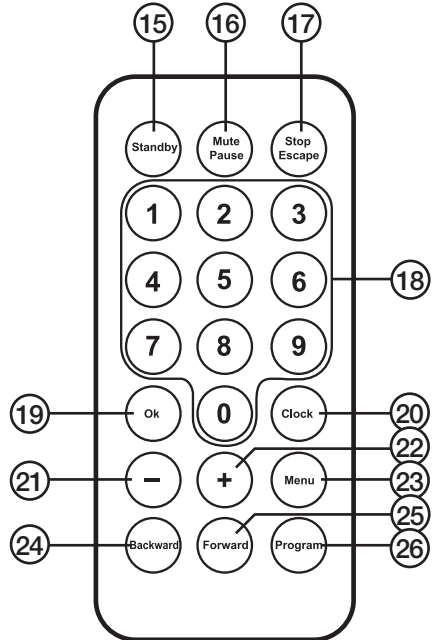 15 16 17
Standby Mute Pause Stop Escape
1 2 3
4 5 6 18
7 8 9
19 Ok 0 Clock 20
22
21 − + Menu 23
25
24 Backward Forward Program 26